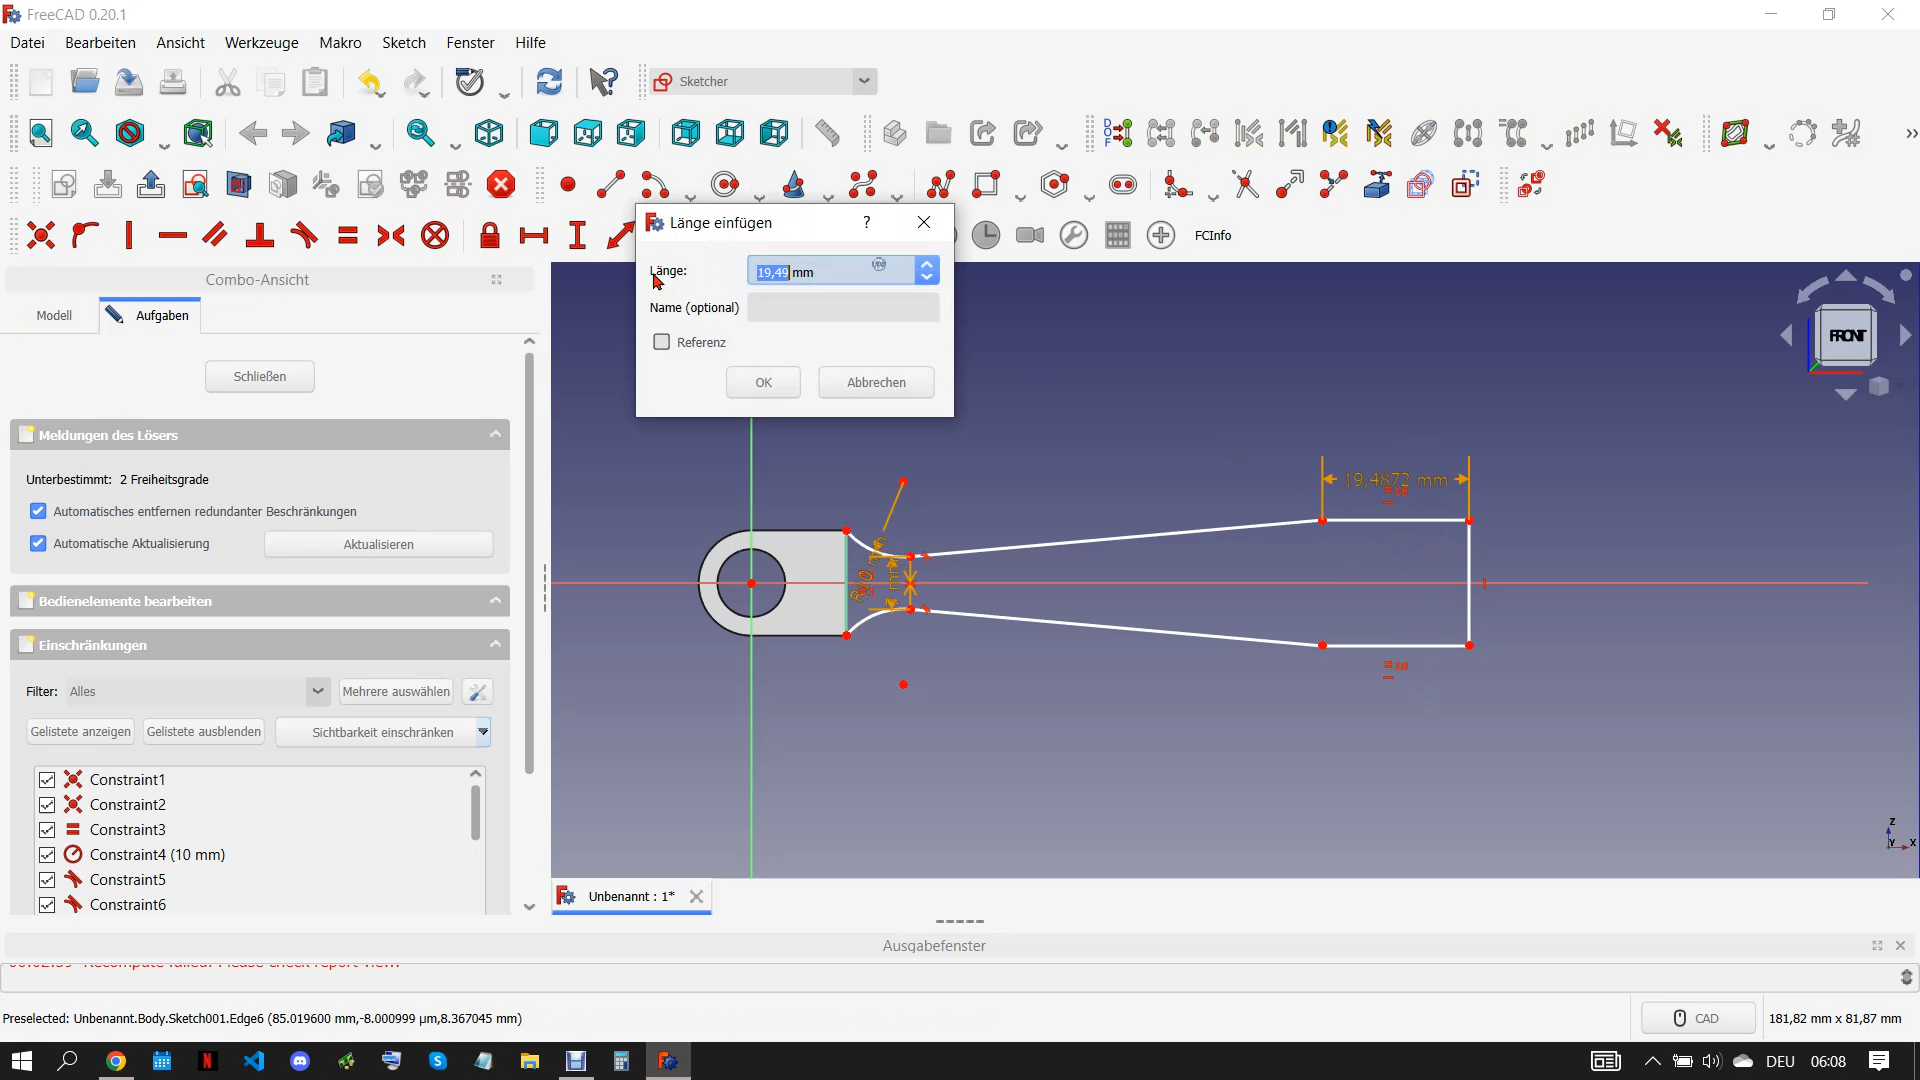 FreeCAD 0.20.1
Datei Bearbeiten Ansicht Werkzeuge Makro Sketch Fenster Hilfe
Sketcher
FCInfo
Länge einfügen
Länge: 19,49 mm
Name (optional)
Referenz
OK Abbrechen
Combo-Ansicht
Modell Aufgaben
Schließen
Meldungen des Lösers
Unterbestimmt: 2 Freiheitsgrade
Automatisches entfernen redundanter Beschränkungen
Automatische Aktualisierung Aktualisieren
Bedienelemente bearbeiten
Einschränkungen
Filter: Alles Mehrere auswählen
Gelistete anzeigen Gelistete ausblenden Sichtbarkeit einschränken
Constraint1
Constraint2
Constraint3
Constraint4 (10 mm)
Constraint5
Constraint6
FRONT
19,4872 mm
18
18
Z
Y X
Unbenannt : 1*
Ausgabefenster
Preselected: Unbenannt.Body.Sketch001.Edge6 (85.019600 mm,-8.000999 µm,8.367045 mm)
CAD 181,82 mm x 81,87 mm
DEU 06:08